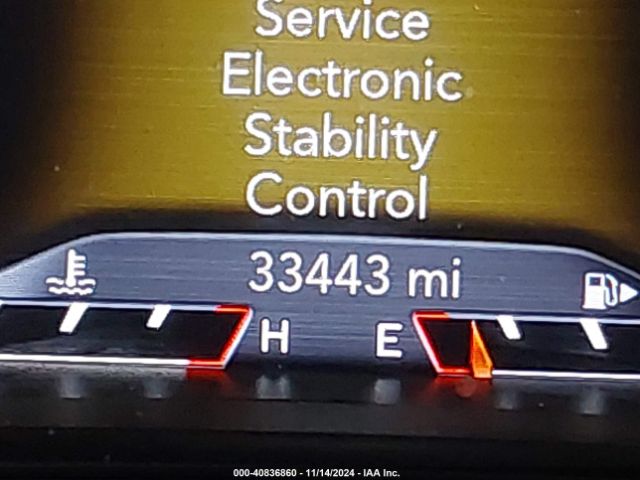 Service
Electronic
Stability
Control
33443 mi
H E
000-40836860 - 11/14/2024 - IAA Inc.